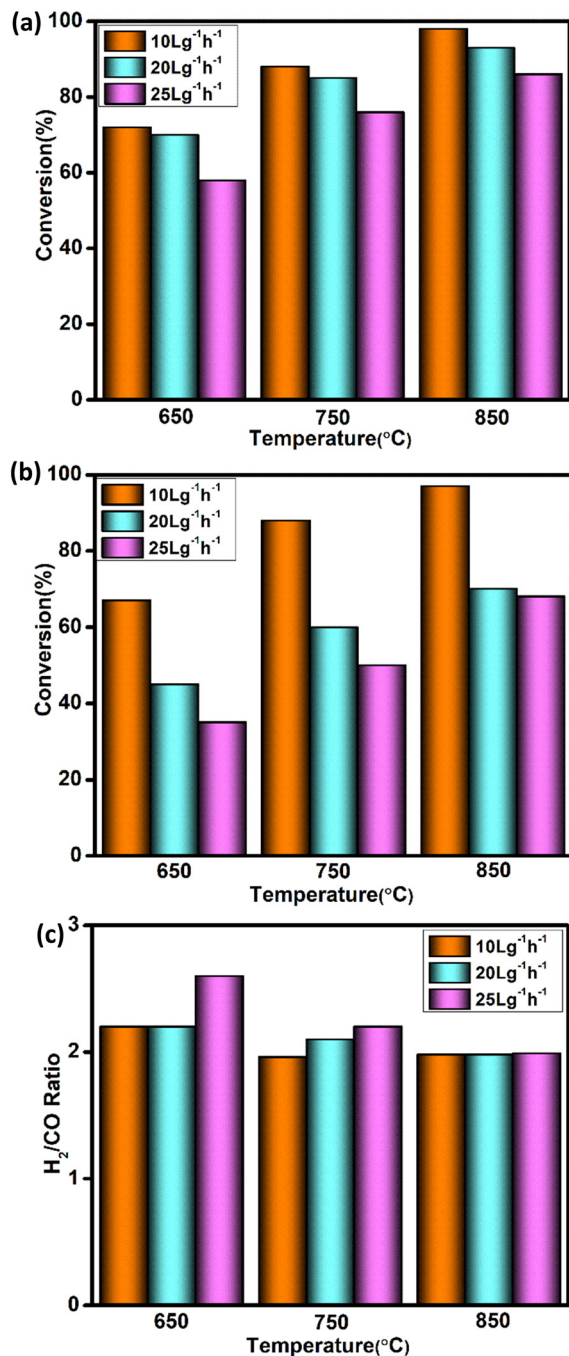 (a)
100
80
60
40
20
0
Conversion(%)
10Lg⁻¹h⁻¹
20Lg⁻¹h⁻¹
25Lg⁻¹h⁻¹
650 750 850
Temperature(°C)
(b)
100
80
60
40
20
0
Conversion(%)
10Lg⁻¹h⁻¹
20Lg⁻¹h⁻¹
25Lg⁻¹h⁻¹
650 750 850
Temperature(°C)
(c)
3
2
1
0
H₂/CO Ratio
10Lg⁻¹h⁻¹
20Lg⁻¹h⁻¹
25Lg⁻¹h⁻¹
650 750 850
Temperature(°C)